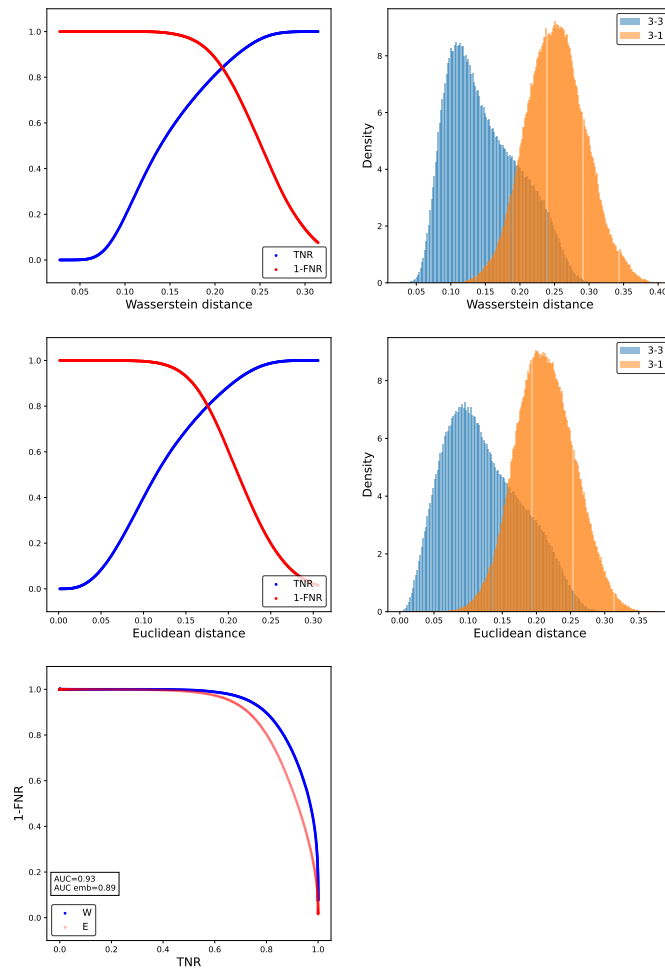 1.0
0.8
0.6
0.4
0.2
0.0
TNR
1-FNR
0.05 0.10 0.15 0.20 0.25 0.30
Wasserstein distance
Density
8
6
4
2
0
3-3
3-1
0.05 0.10 0.15 0.20 0.25 0.30 0.35 0.40
Wasserstein distance
1.0
0.8
0.6
0.4
0.2
0.0
TNR
1-FNR
0.00 0.05 0.10 0.15 0.20 0.25 0.30
Euclidean distance
Density
8
6
4
2
0
3-3
3-1
0.00 0.05 0.10 0.15 0.20 0.25 0.30 0.35
Euclidean distance
1-FNR
1.0
0.8
0.6
0.4
0.2
0.0
AUC=0.93
AUC emb=0.89
W
E
0.0 0.2 0.4 0.6 0.8 1.0
TNR